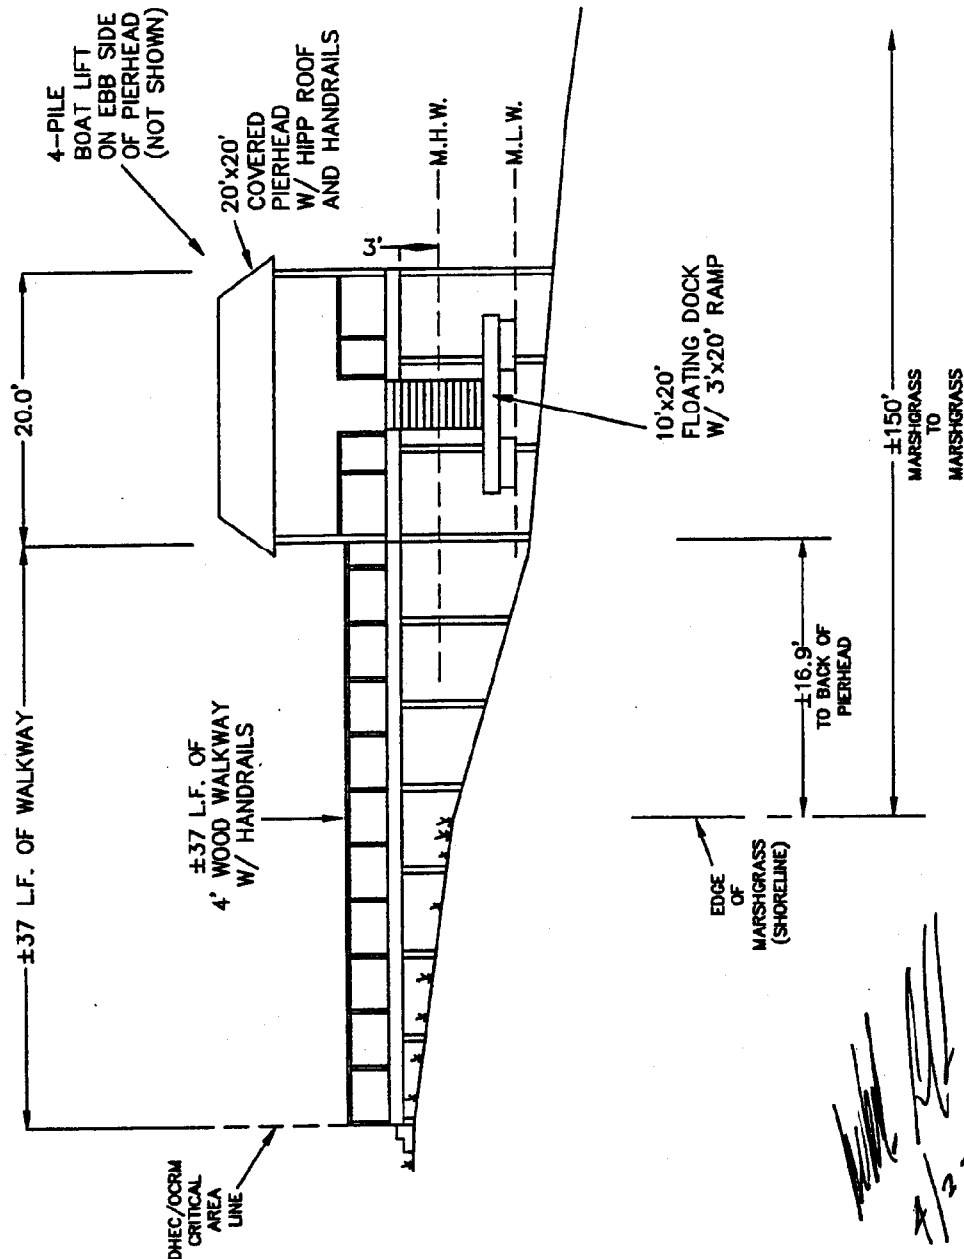 4-PILE
BOAT LIFT
ON EBB SIDE
OF PIERHEAD
(NOT SHOWN)
20'x20'
COVERED
PIERHEAD
W/ HIPP ROOF
AND HANDRAILS
20.0'
±37 L.F. OF WALKWAY
3'
M.H.W.
M.L.W.
±37 L.F. OF
4' WOOD WALKWAY
W/ HANDRAILS
10'x20'
FLOATING DOCK
W/ 3'x20' RAMP
±150'
MARSHGRASS
TO
MARSHGRASS
±16.9'
TO BACK OF
PIERHEAD
EDGE
OF
MARSHGRASS
(SHORELINE)
DHEC/OCRM
CRITICAL
AREA
LINE